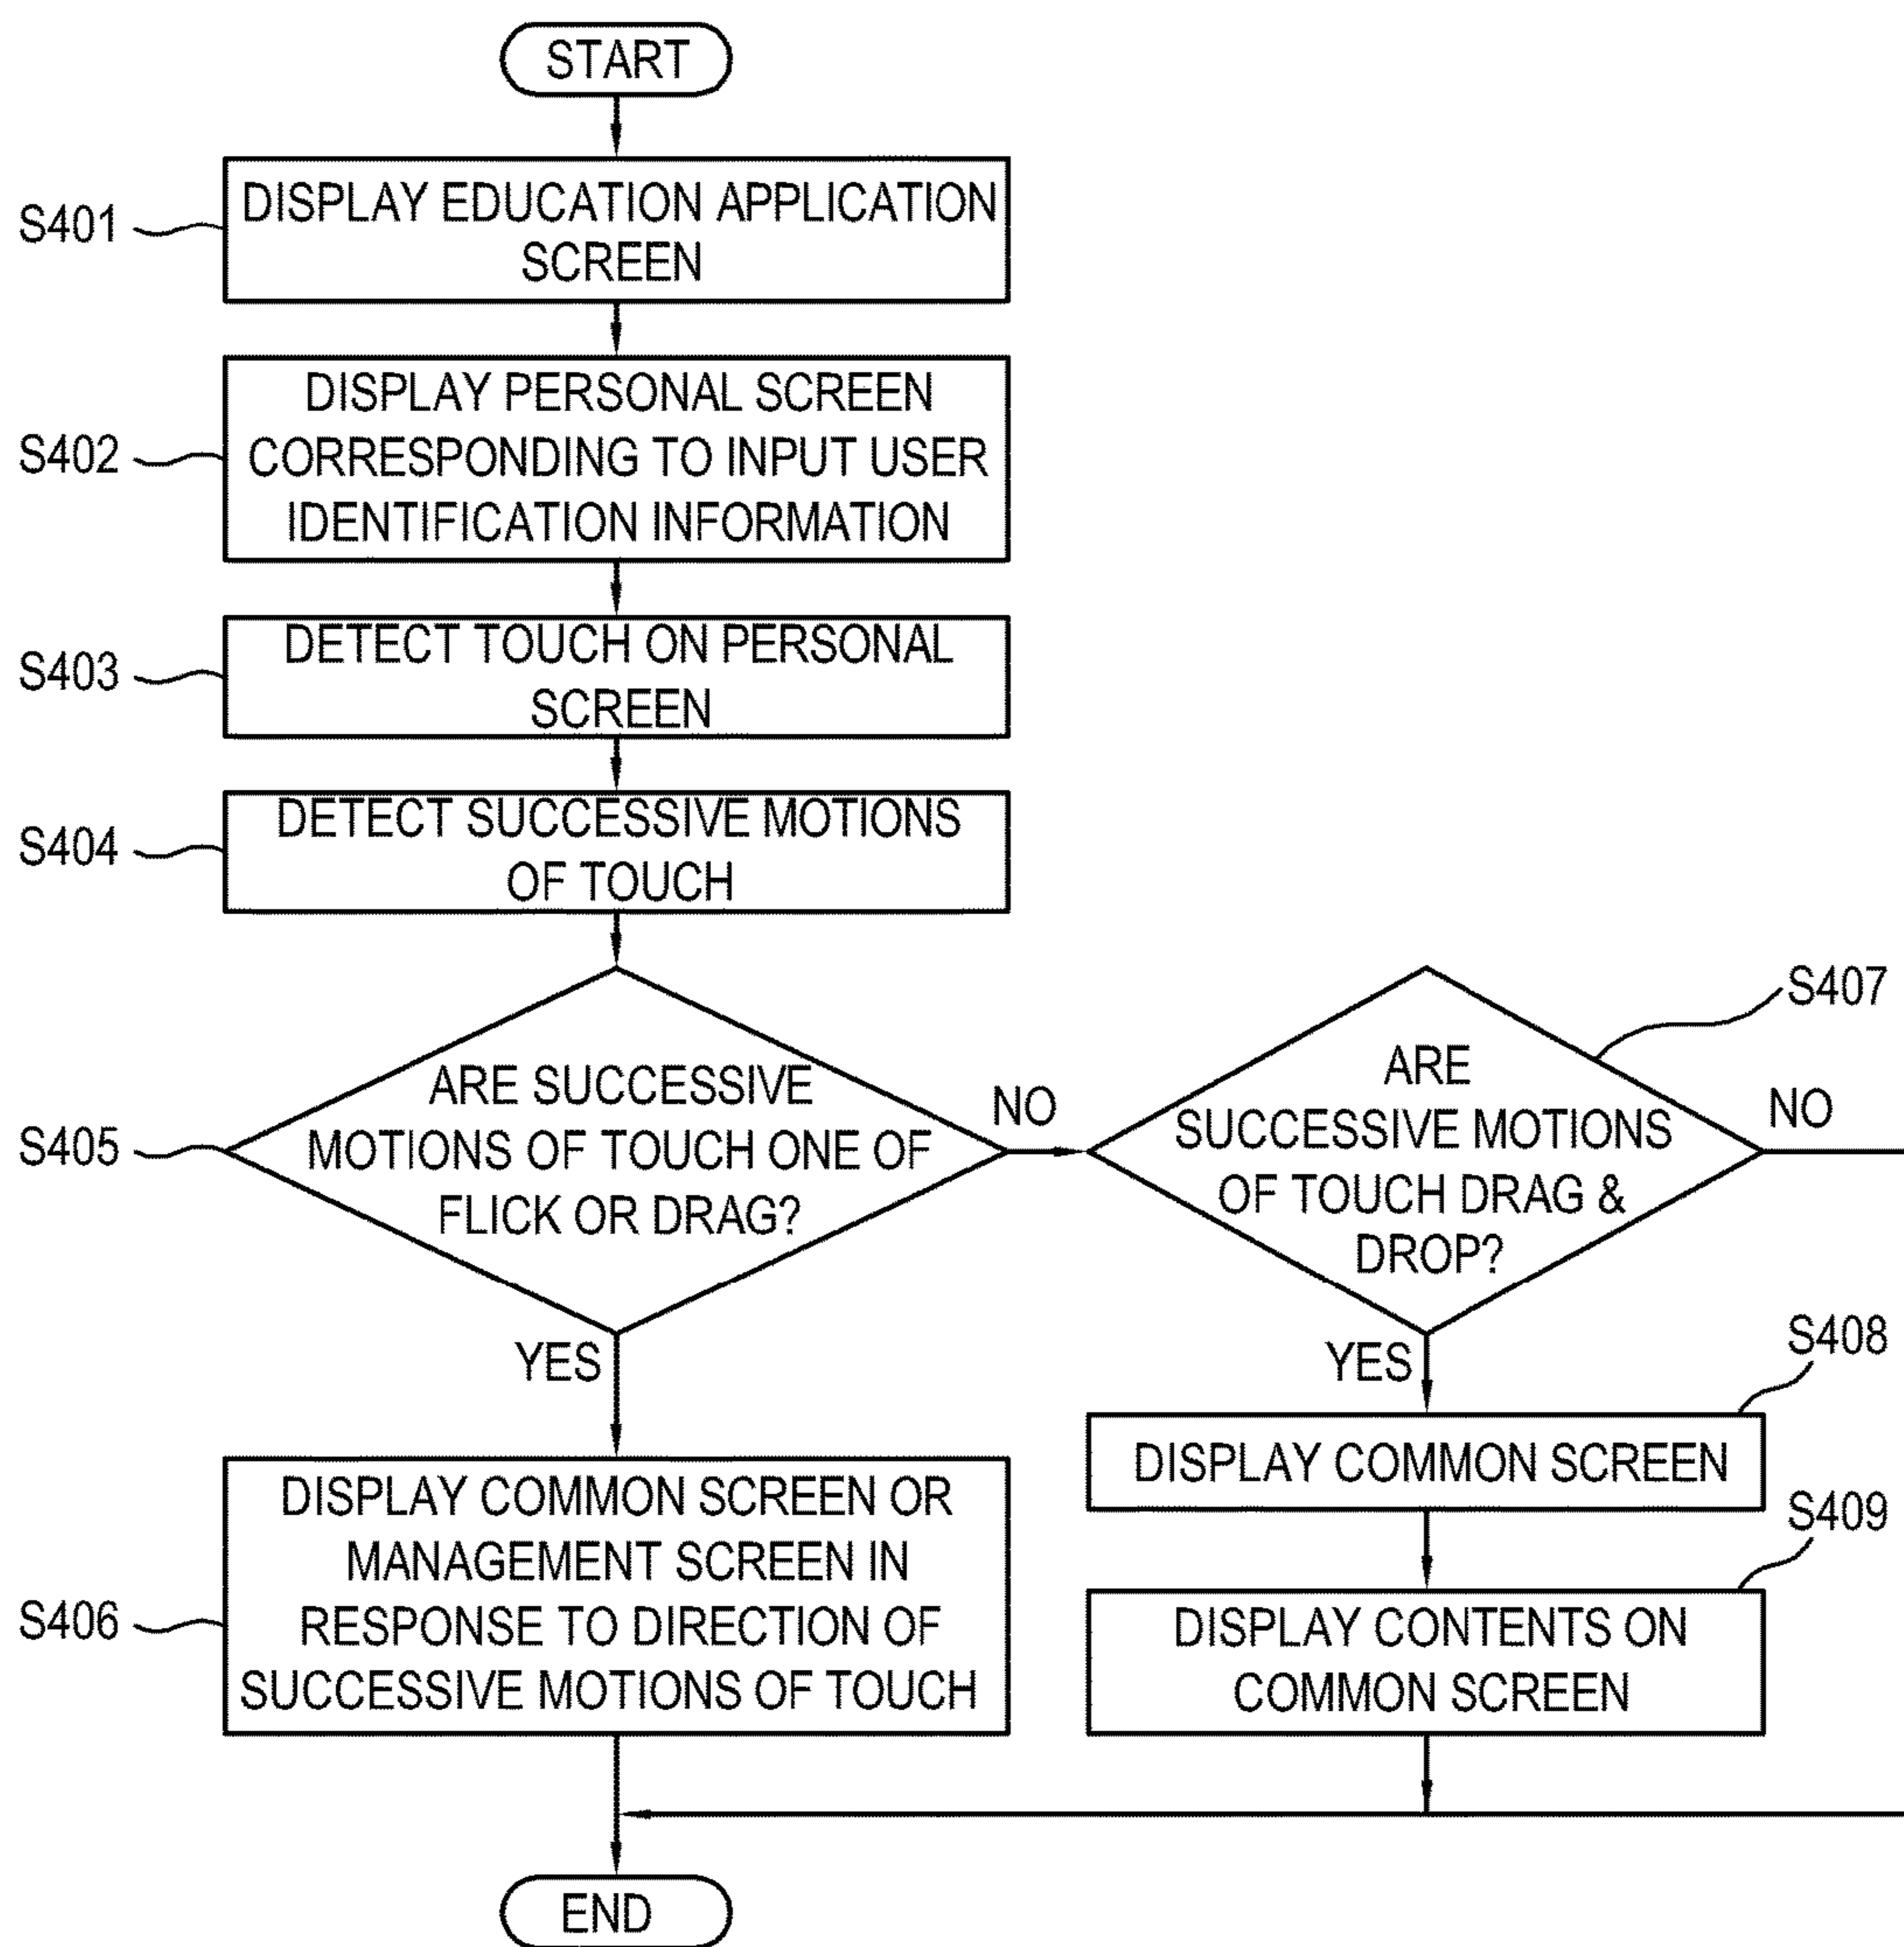 START
S401
DISPLAY EDUCATION APPLICATION
SCREEN
S402
DISPLAY PERSONAL SCREEN
CORRESPONDING TO INPUT USER
IDENTIFICATION INFORMATION
S403
DETECT TOUCH ON PERSONAL
SCREEN
S404
DETECT SUCCESSIVE MOTIONS
OF TOUCH
S405
ARE SUCCESSIVE
MOTIONS OF TOUCH ONE OF
FLICK OR DRAG?
NO
YES
S406
DISPLAY COMMON SCREEN OR
MANAGEMENT SCREEN IN
RESPONSE TO DIRECTION OF
SUCCESSIVE MOTIONS OF TOUCH
S407
ARE
SUCCESSIVE MOTIONS
OF TOUCH DRAG &
DROP?
NO
YES
S408
DISPLAY COMMON SCREEN
S409
DISPLAY CONTENTS ON
COMMON SCREEN
END